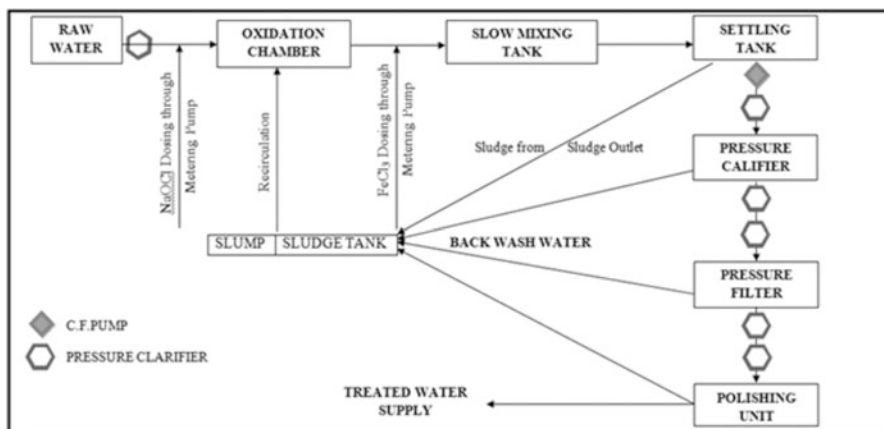 RAW
WATER
OXIDATION
CHAMBER
SLOW MIXING
TANK
SETTLING
TANK
NaOCl Dosing through
Metering Pump
Recirculation
FeCl3 Dosing through
Metering Pump
Sludge from
Sludge Outlet
PRESSURE
CALIFIER
SLUMP
SLUDGE TANK
BACK WASH WATER
PRESSURE
FILTER
C.F.PUMP
PRESSURE CLARIFIER
TREATED WATER
SUPPLY
POLISHING
UNIT